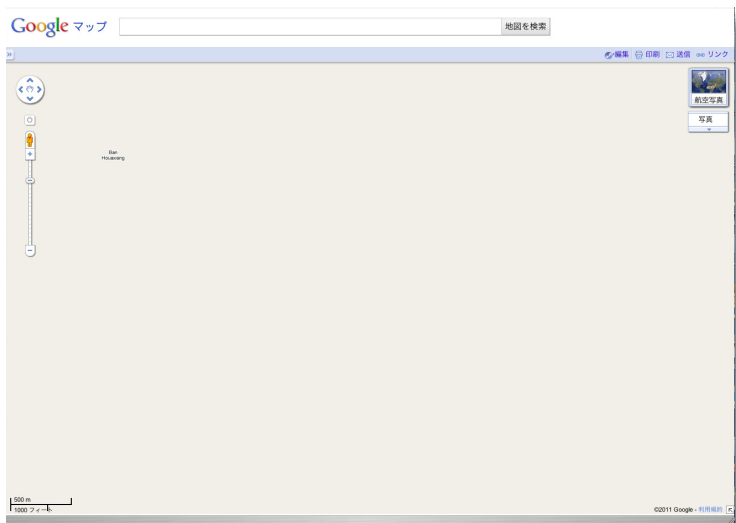 Google マップ
地図を検索
編集 印刷 送信 リンク
航空写真
写真
Ban
Houaxang
500 m
1000 フィート
©2011 Google - 利用規約